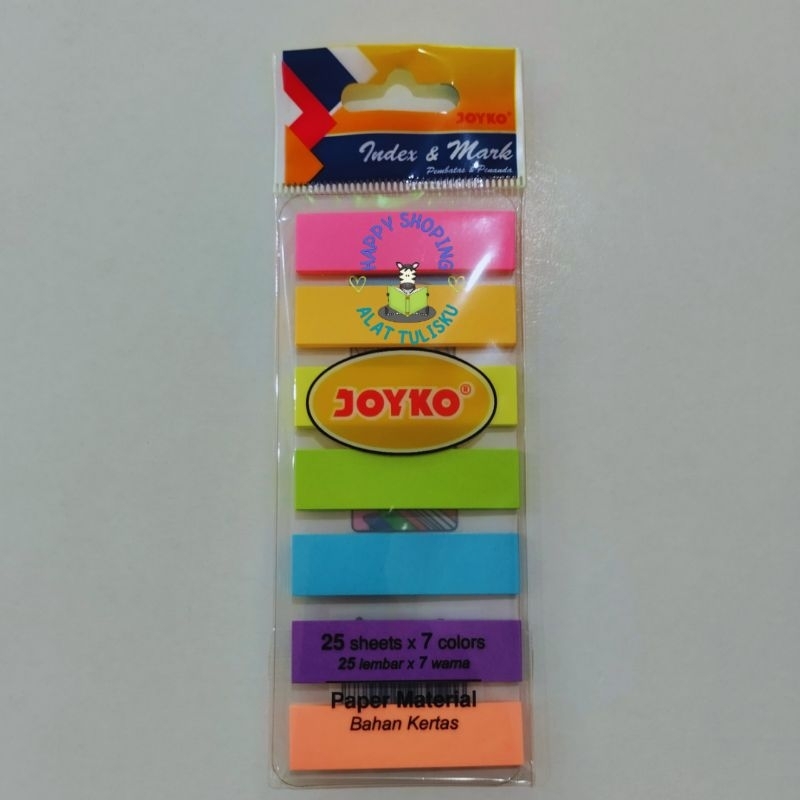 JOYKO®
Index & Mark
Pembatas & Penanda
HAPPY SHOPING
ALAT TULISKU
JOYKO®
25 sheets x 7 colors
25 lembar x 7 warna
Paper Material
Bahan Kertas